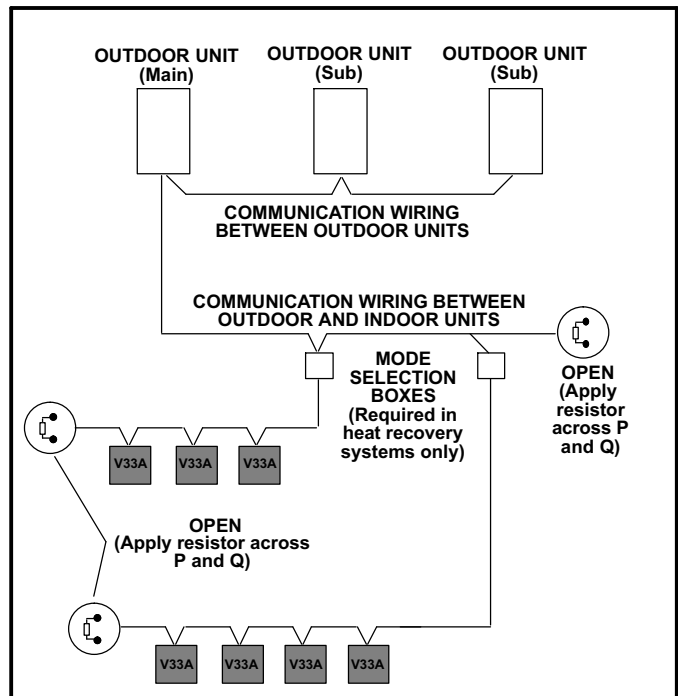 OUTDOOR UNIT
(Main)
OUTDOOR UNIT
(Sub)
OUTDOOR UNIT
(Sub)
COMMUNICATION WIRING
BETWEEN OUTDOOR UNITS
COMMUNICATION WIRING BETWEEN
OUTDOOR AND INDOOR UNITS
MODE
SELECTION
BOXES
(Required in
heat recovery
systems only)
OPEN
(Apply
resistor
across P
and Q)
V33A
V33A
V33A
OPEN
(Apply resistor across
P and Q)
V33A
V33A
V33A
V33A